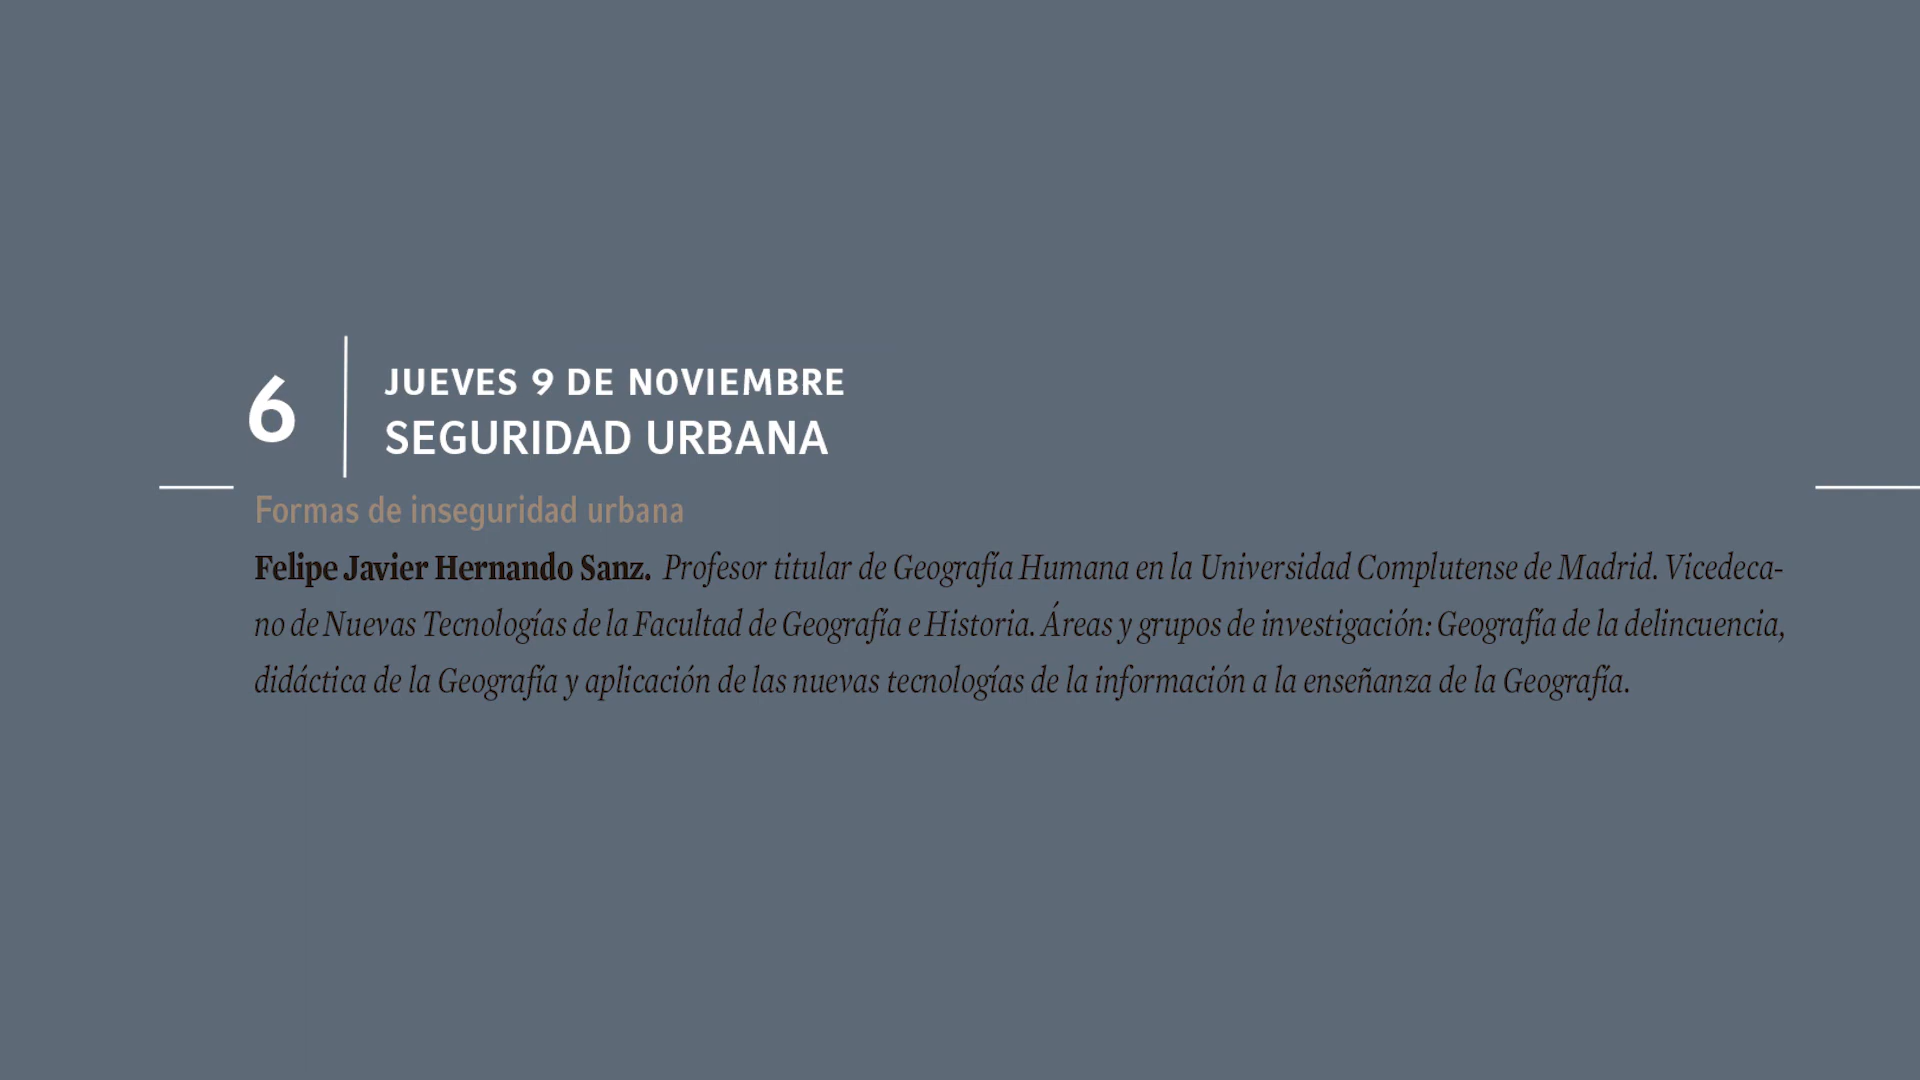 6
JUEVES 9 DE NOVIEMBRE
SEGURIDAD URBANA
Formas de inseguridad urbana
Felipe Javier Hernando Sanz. Profesor titular de Geografía Humana en la Universidad Complutense de Madrid. Vicedeca-
no de Nuevas Tecnologías de la Facultad de Geografía e Historia. Áreas y grupos de investigación: Geografía de la delincuencia,
didáctica de la Geografía y aplicación de las nuevas tecnologías de la información a la enseñanza de la Geografía.